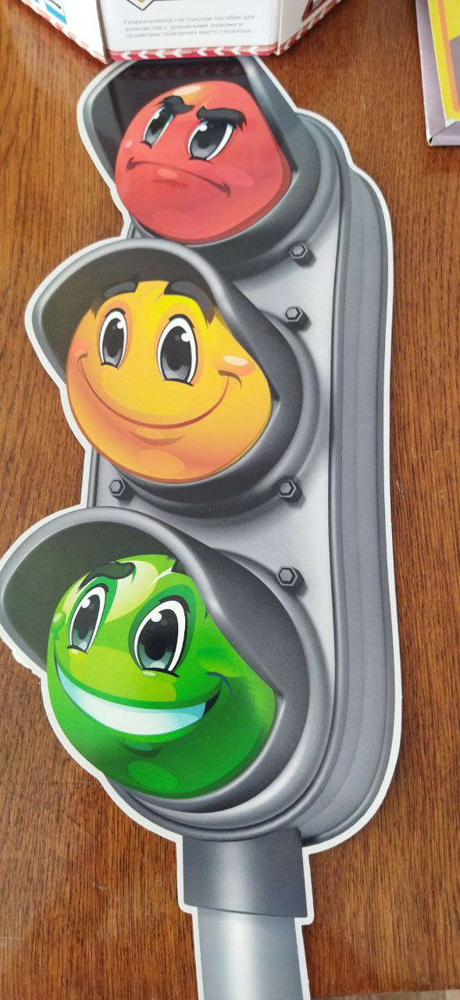 Увлекательное настольное пособие для
знакомства с дорожными знаками и
правилами поведения юного пешехода.